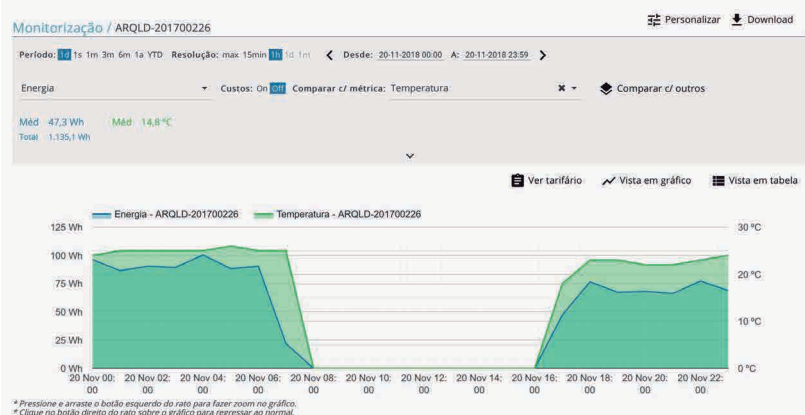 Monitorização / ARQLD-201700226
Personalizar Download
Período: 1d 1s 1m 3m 6m 1a YTD Resolução: max 15min 1h 1d 1m Desde: 20-11-2018 00:00 A: 20-11-2018 23:59
Energia Custos: On Off Comparar c/ métrica: Temperatura Comparar c/ outros
Méd 47,3 Wh Méd 14,8 °C
Total 1.135,1 Wh
Ver tarifário Vista em gráfico Vista em tabela
Energia - ARQLD-201700226 Temperatura - ARQLD-201700226
125 Wh 30 °C
100 Wh
20 °C
75 Wh
50 Wh
10 °C
25 Wh
0 Wh 0 °C
20 Nov 00: 20 Nov 02: 20 Nov 04: 20 Nov 06: 20 Nov 08: 20 Nov 10: 20 Nov 12: 20 Nov 14: 20 Nov 16: 20 Nov 18: 20 Nov 20: 20 Nov 22:
00 00 00 00 00 00 00 00 00 00 00 00
* Pressione e arraste o botão esquerdo do rato para fazer zoom no gráfico.
* Clique no botão direito do rato sobre o gráfico para regressar ao normal.